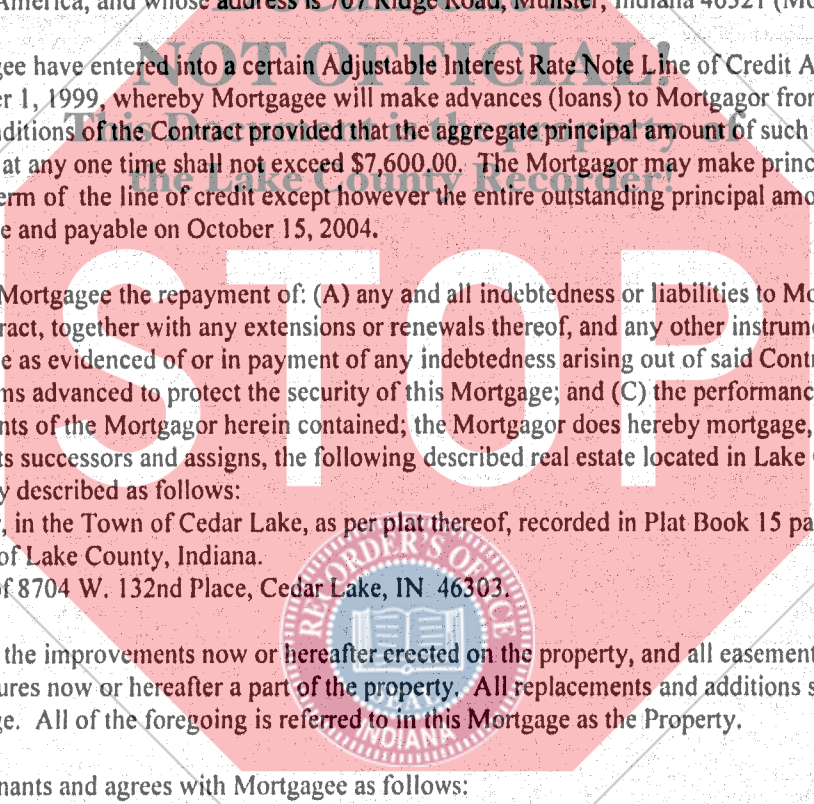 America, and whose address is 707 Ridge Road, Munster, Indiana 46321
NOT OFFICIAL!
gee have entered into a certain Adjustable Interest Rate Note Line of Credit A
er 1, 1999, whereby Mortgagee will make advances (loans) to Mortgagor from
nditions of the Contract provided that the aggregate principal amount of such
This Document is the property of
at any one time shall not exceed $7,600.00. The Mortgagor may make princ
the Lake County Recorder!
erm of the line of credit except however the entire outstanding principal amo
e and payable on October 15, 2004.
Mortgagee the repayment of: (A) any and all indebtedness or liabilities to Mo
ract, together with any extensions or renewals thereof, and any other instrume
e as evidenced of or in payment of any indebtedness arising out of said Contr
ms advanced to protect the security of this Mortgage; and (C) the performanc
nts of the Mortgagor herein contained; the Mortgagor does hereby mortgage,
ts successors and assigns, the following described real estate located in Lake
y described as follows:
STOP
, in the Town of Cedar Lake, as per plat thereof, recorded in Plat Book 15 pa
of Lake County, Indiana.
of 8704 W. 132nd Place, Cedar Lake, IN 46303.
RECORDER'S OFFICE
the improvements now or hereafter erected on the property, and all easement
ures now or hereafter a part of the property. All replacements and additions s
SEAL
ge. All of the foregoing is referred to in this Mortgage as the Property.
INDIANA
nants and agrees with Mortgagee as follows: